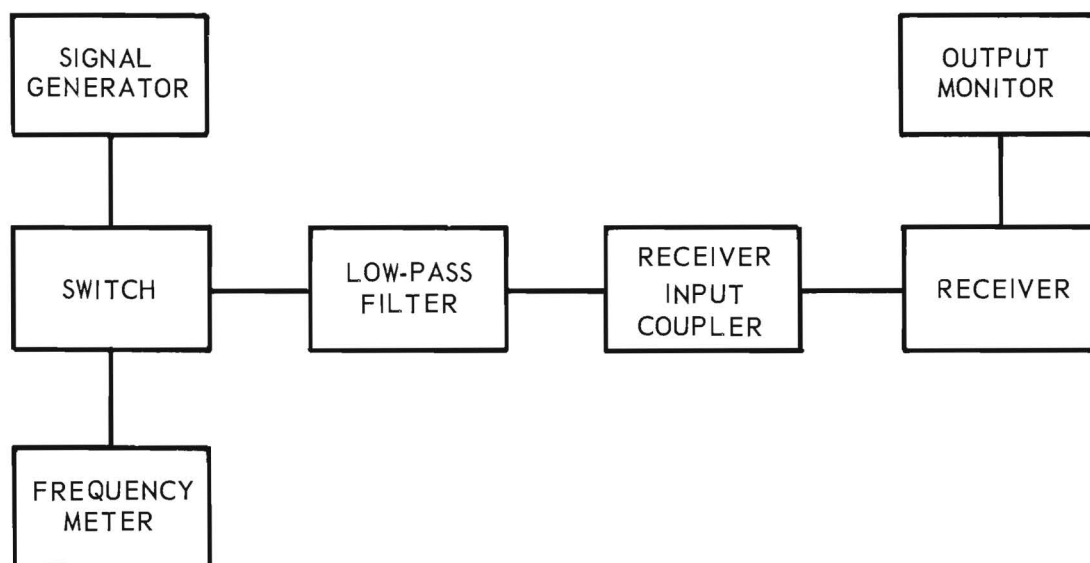 SIGNAL
GENERATOR
OUTPUT
MONITOR
SWITCH
LOW-PASS
FILTER
RECEIVER
INPUT
COUPLER
RECEIVER
FREQUENCY
METER